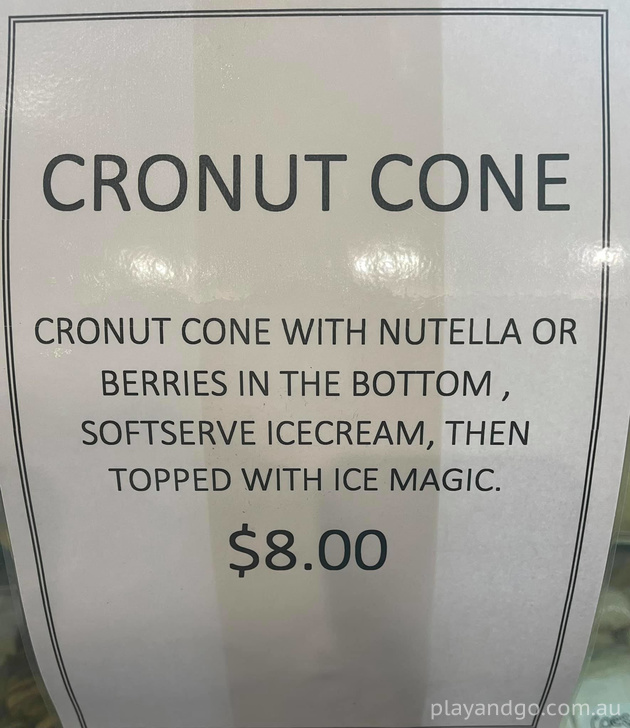 CRONUT CONE
CRONUT CONE WITH NUTELLA OR
BERRIES IN THE BOTTOM ,
SOFTSERVE ICECREAM, THEN
TOPPED WITH ICE MAGIC.
$8.00
playandgo.com.au